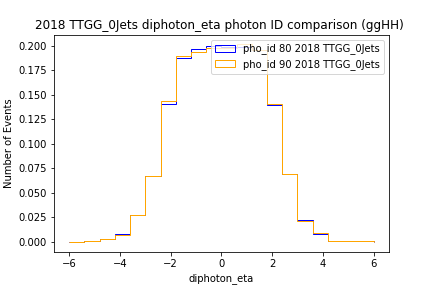 2018 TTGG_0Jets diphoton_eta photon ID comparison (ggHH)
pho_id 80 2018 TTGG_0Jets
pho_id 90 2018 TTGG_0Jets
Number of Events
0.200
0.175
0.150
0.125
0.100
0.075
0.050
0.025
0.000
−6 −4 −2 0 2 4 6
diphoton_eta